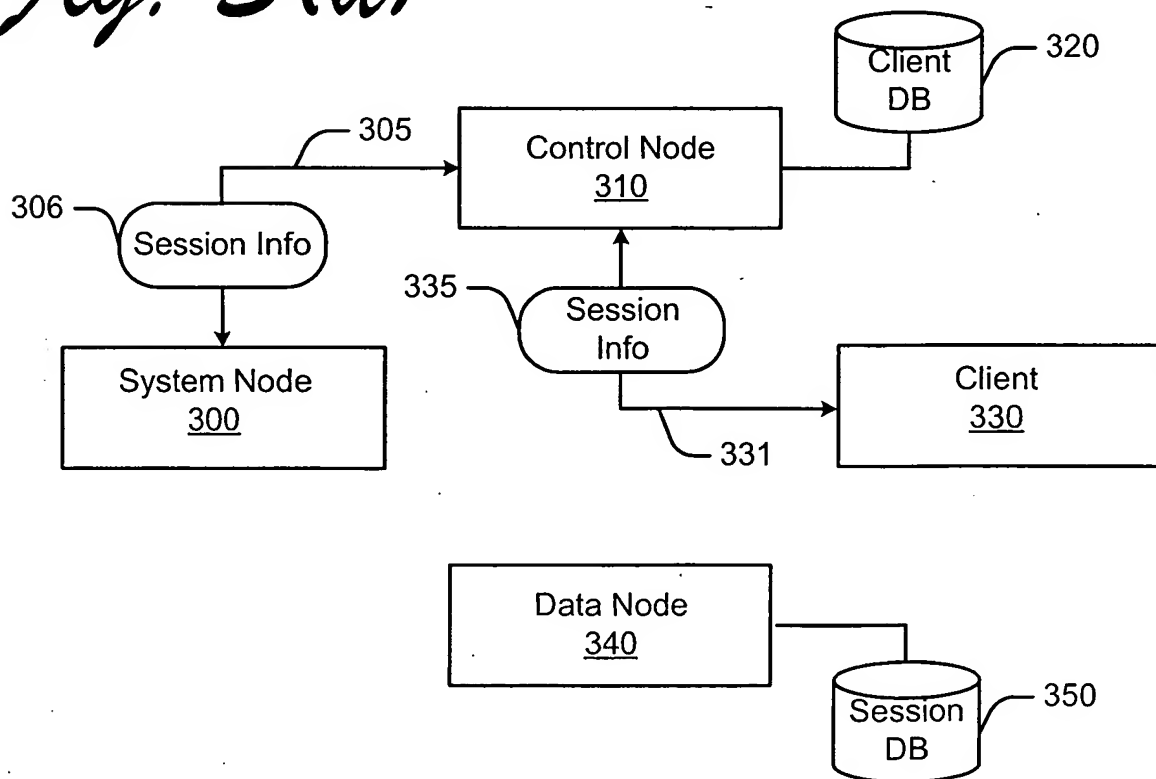 Client
DB
320
305
Control Node
310
306
Session Info
335
Session
Info
System Node
300
Client
330
331
Data Node
340
Session
DB
350